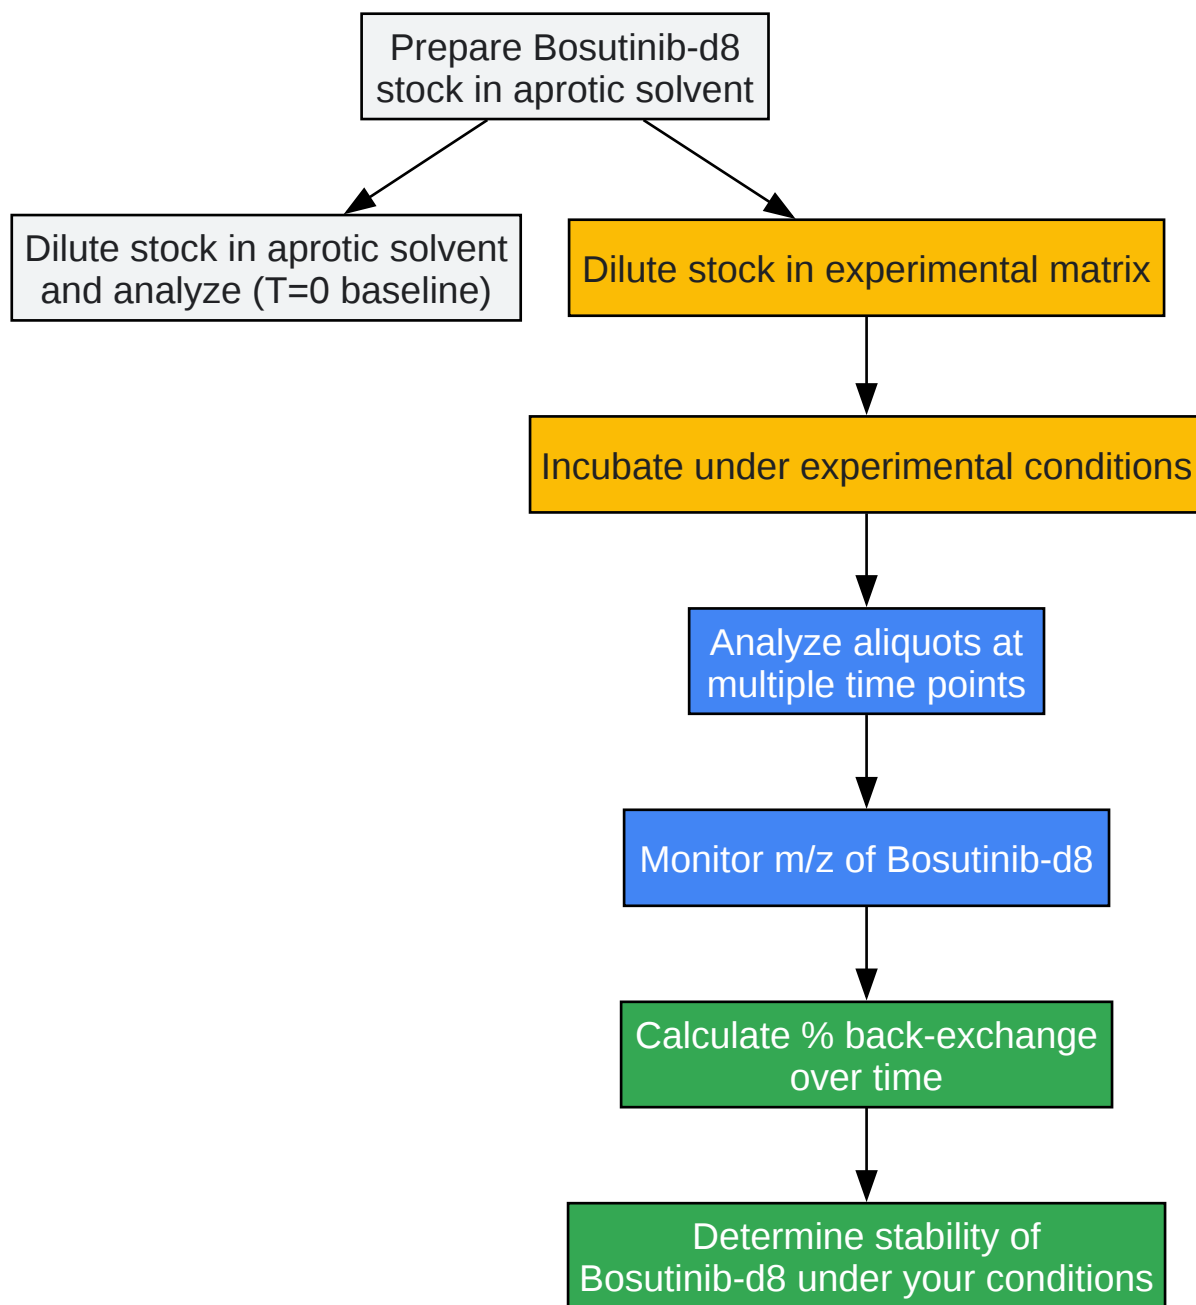 Prepare Bosutinib-d8
stock in aprotic solvent
Dilute stock in aprotic solvent
and analyze (T=0 baseline)
Dilute stock in experimental matrix
Incubate under experimental conditions
Analyze aliquots at
multiple time points
Monitor m/z of Bosutinib-d8
Calculate % back-exchange
over time
Determine stability of
Bosutinib-d8 under your conditions